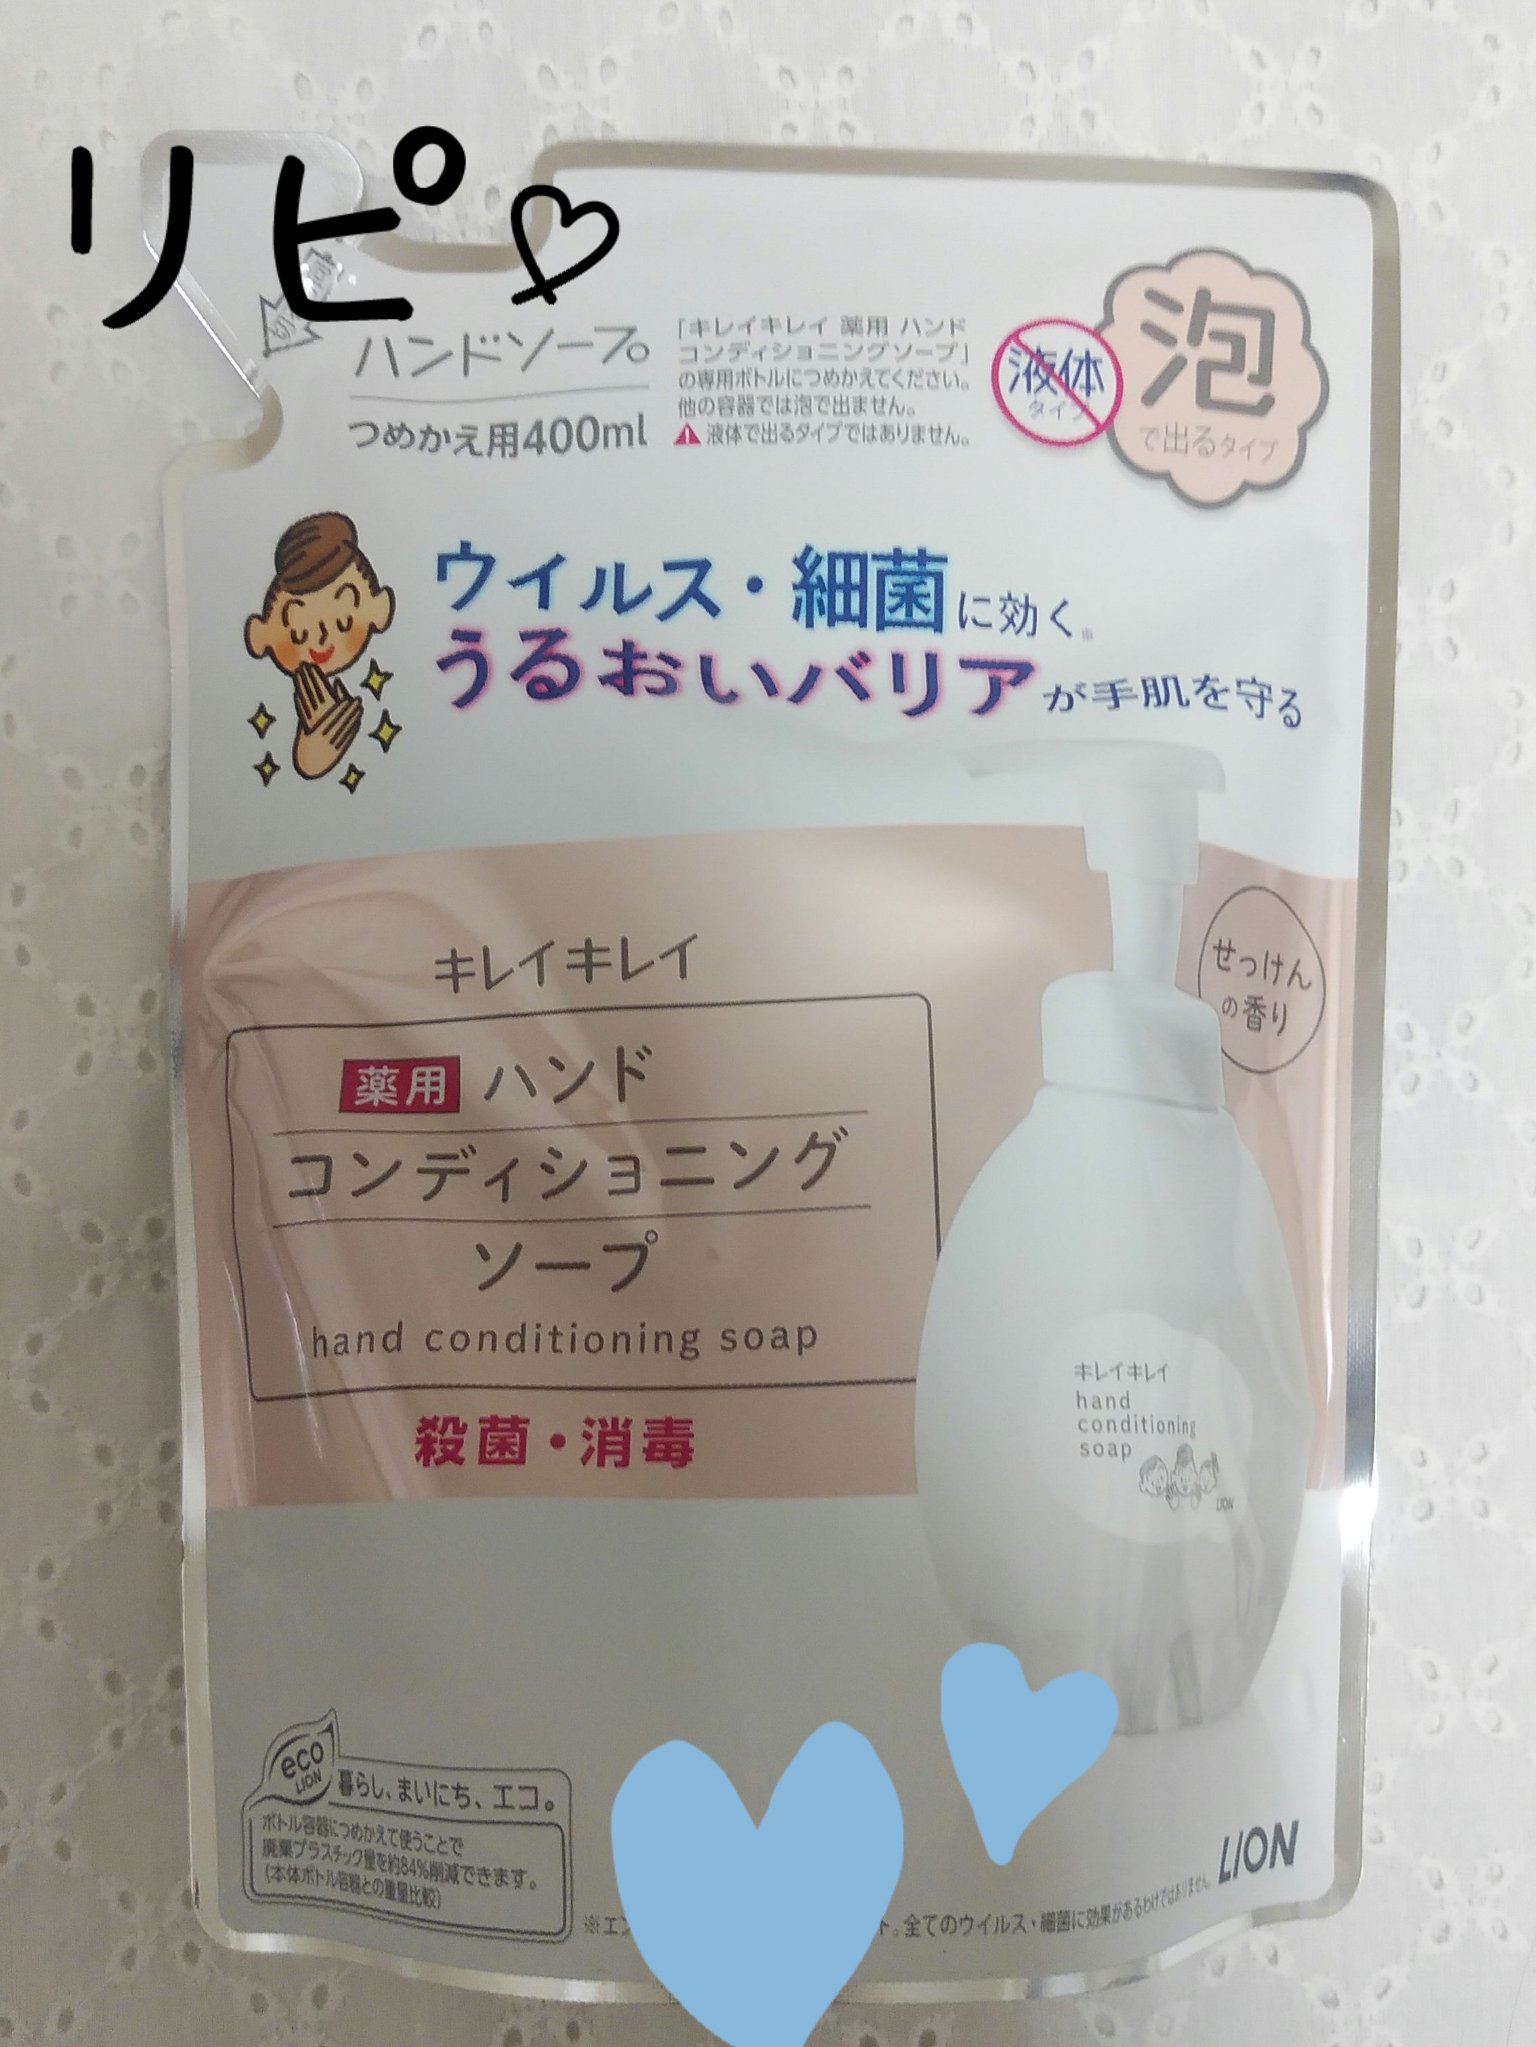 リピ♡
ハンドソープ
つめかえ用400ml
「キレイキレイ 薬用 ハンド
コンディショニングソープ」
の専用ボトルにつめかえてください。
他の容器では泡で出ません。
液体で出るタイプではありません。
液体
タイプ
泡
で出るタイプ
ウイルス・細菌に効く※
うるおいバリアが手肌を守る
キレイキレイ
薬用 ハンド
コンディショニング
ソープ
hand conditioning soap
殺菌・消毒
せっけん
の香り
キレイキレイ
hand
conditioning
soap
LION
eco
LION
暮らし、まいにち、エコ。
ボトル容器につめかえて使うことで
廃棄プラスチック量を約84%削減できます。
(本体ボトル容器との重量比較)
LION
※エン
ト。全てのウイルス・細菌に効果があるわけではありません。